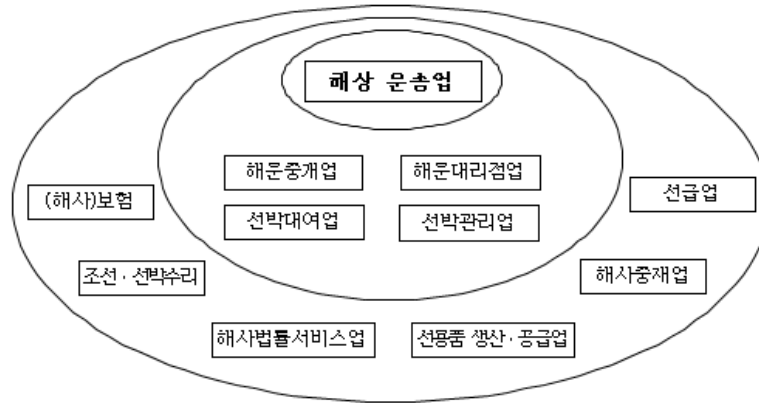 해상 운송업
해운중개업
해운대리점업
(해사)보험
선급업
선박대여업
선박관리업
조선·선박수리
해사중재업
해사법률서비스업
선용품 생산·공급업